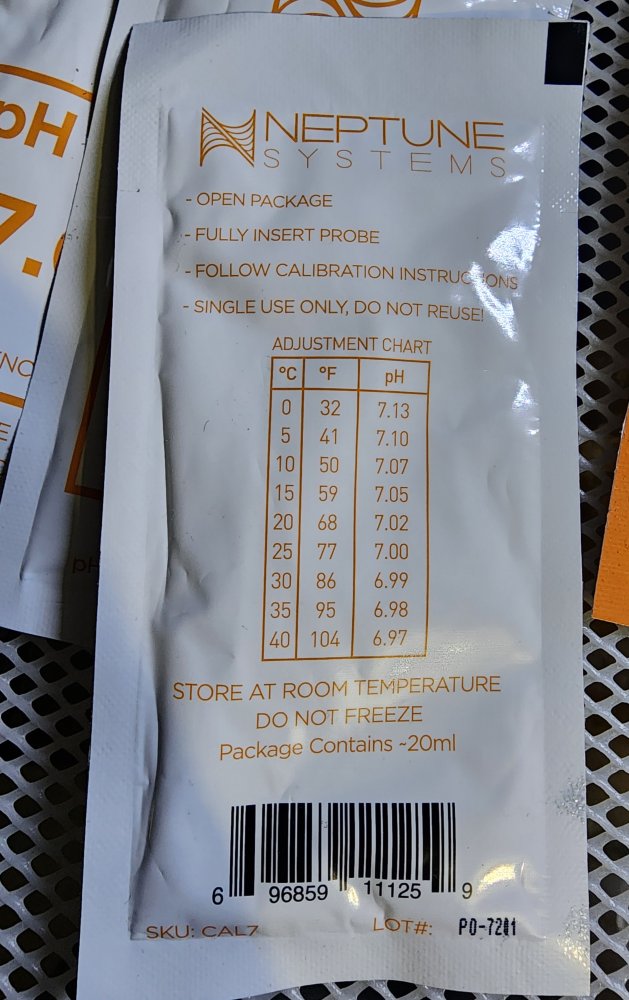 pH
7.
NEPTUNE
SYSTEMS
- OPEN PACKAGE
- FULLY INSERT PROBE
- FOLLOW CALIBRATION INSTRUCTIONS
- SINGLE USE ONLY, DO NOT REUSE!
ADJUSTMENT CHART
°C °F pH
0 32 7.13
5 41 7.10
10 50 7.07
15 59 7.05
20 68 7.02
25 77 7.00
30 86 6.99
35 95 6.98
40 104 6.97
STORE AT ROOM TEMPERATURE
DO NOT FREEZE
Package Contains ~20ml
6 96859 11125 9
SKU: CAL7 LOT#: PO-7201
pH